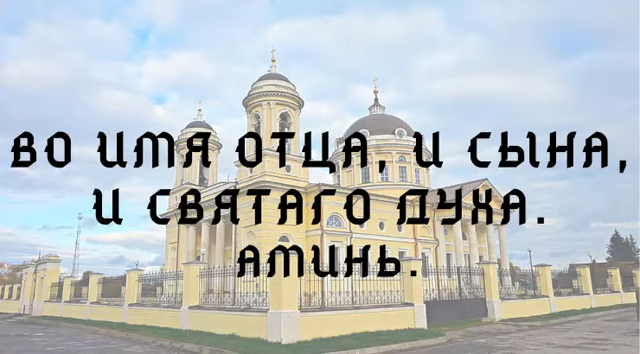 ВО ИМЯ ОТЦА, И СЫНА,
И СВЯТАГО ДУХА.
АМИНЬ.